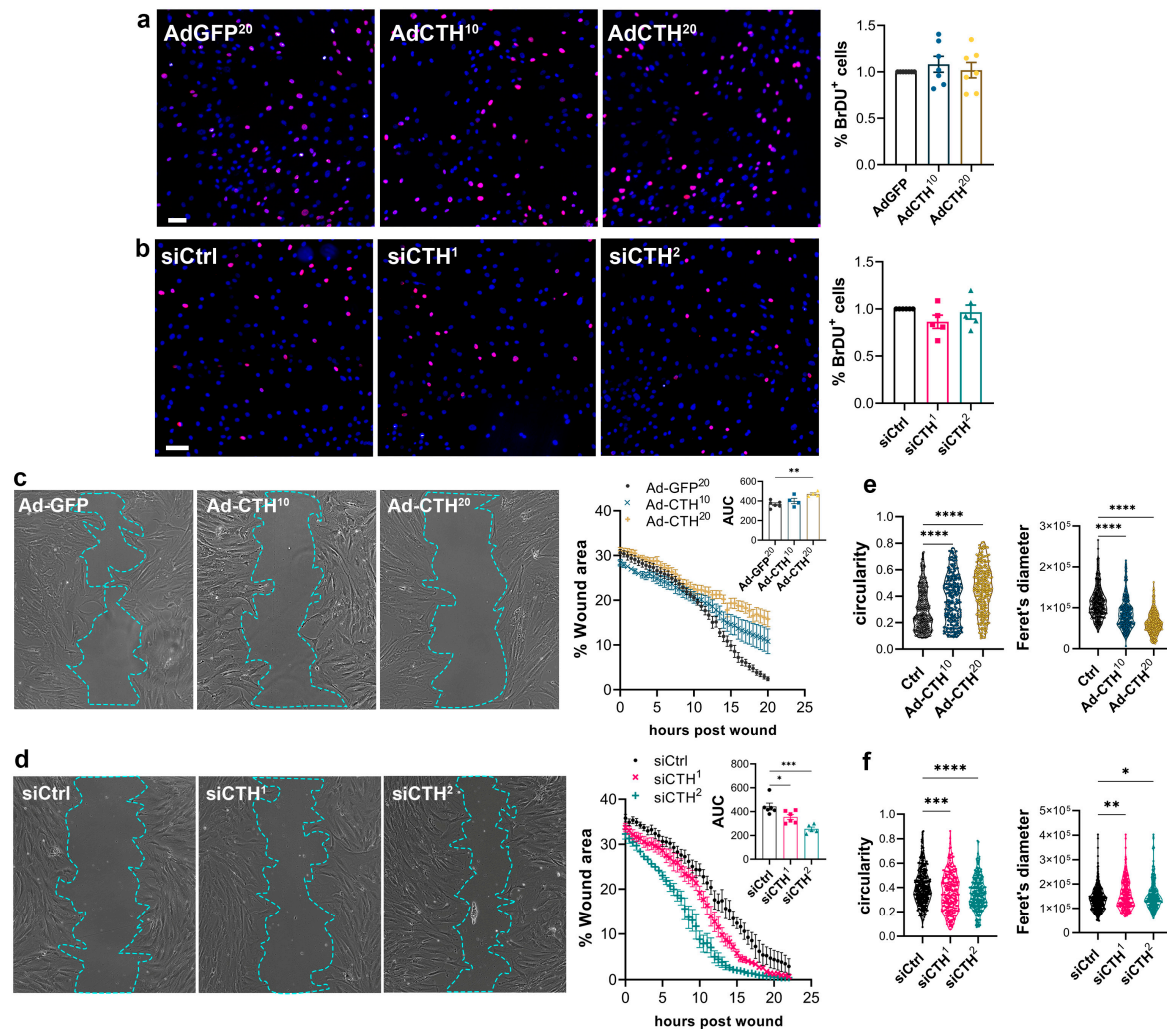 a
AdGFP²⁰
AdCTH¹⁰
AdCTH²⁰
% BrDU⁺ cells
1.5
1.0
0.5
0.0
AdGFP
AdCTH¹⁰
AdCTH²⁰
b
siCtrl
siCTH¹
siCTH²
% BrDU⁺ cells
1.5
1.0
0.5
0.0
siCtrl
siCTH¹
siCTH²
c
Ad-GFP
Ad-CTH¹⁰
Ad-CTH²⁰
Ad-GFP²⁰
Ad-CTH¹⁰
Ad-CTH²⁰
% Wound area
40
30
20
10
0
0 5 10 15 20 25
hours post wound
AUC
600
400
200
0
**
Ad-GFP²⁰
Ad-CTH¹⁰
Ad-CTH²⁰
e
circularity
1.0
0.8
0.6
0.4
0.2
0.0
****
****
Ctrl
Ad-CTH¹⁰
Ad-CTH²⁰
Feret's diameter
3×10⁵
2×10⁵
1×10⁵
0
****
****
Ctrl
Ad-CTH¹⁰
Ad-CTH²⁰
d
siCtrl
siCTH¹
siCTH²
siCtrl
siCTH¹
siCTH²
% Wound area
40
30
20
10
0
0 5 10 15 20 25
hours post wound
AUC
800
600
400
200
0
***
*
siCtrl
siCTH¹
siCTH²
f
circularity
1.0
0.8
0.6
0.4
0.2
0.0
****
***
siCtrl
siCTH¹
siCTH²
Feret's diameter
5×10⁵
4×10⁵
3×10⁵
2×10⁵
1×10⁵
0
*
**
siCtrl
siCTH¹
siCTH²